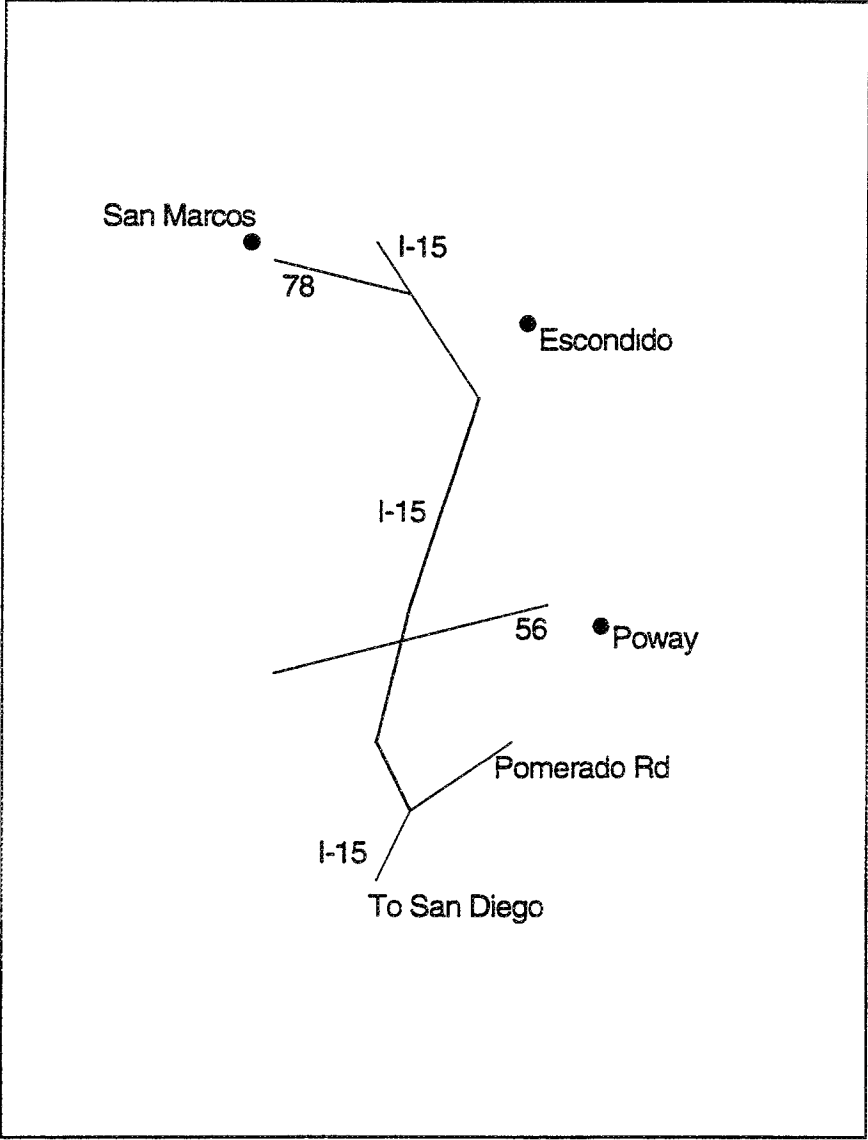 San Marcos
I-15
78
Escondido
I-15
56
Poway
Pomerado Rd
I-15
To San Diego